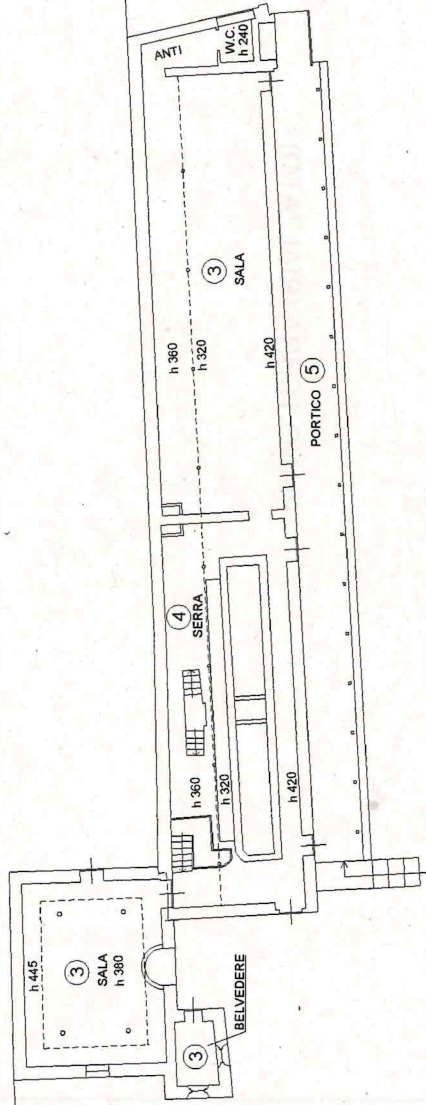 ANTI
W.C.
h 240
3
SALA
h 360
h 320
h 420
PORTICO 5
4
SERRA
h 360
h 320
h 420
h 445
3
SALA
h 380
3
BELVEDERE